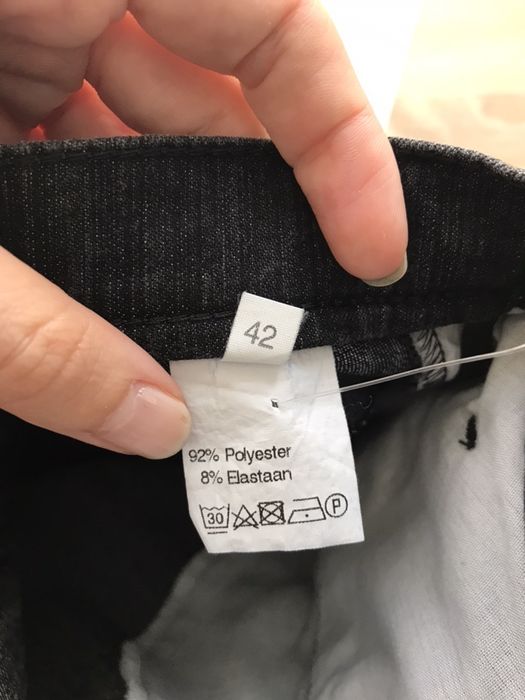 42
92% Polyester
8% Elastaan
30 P